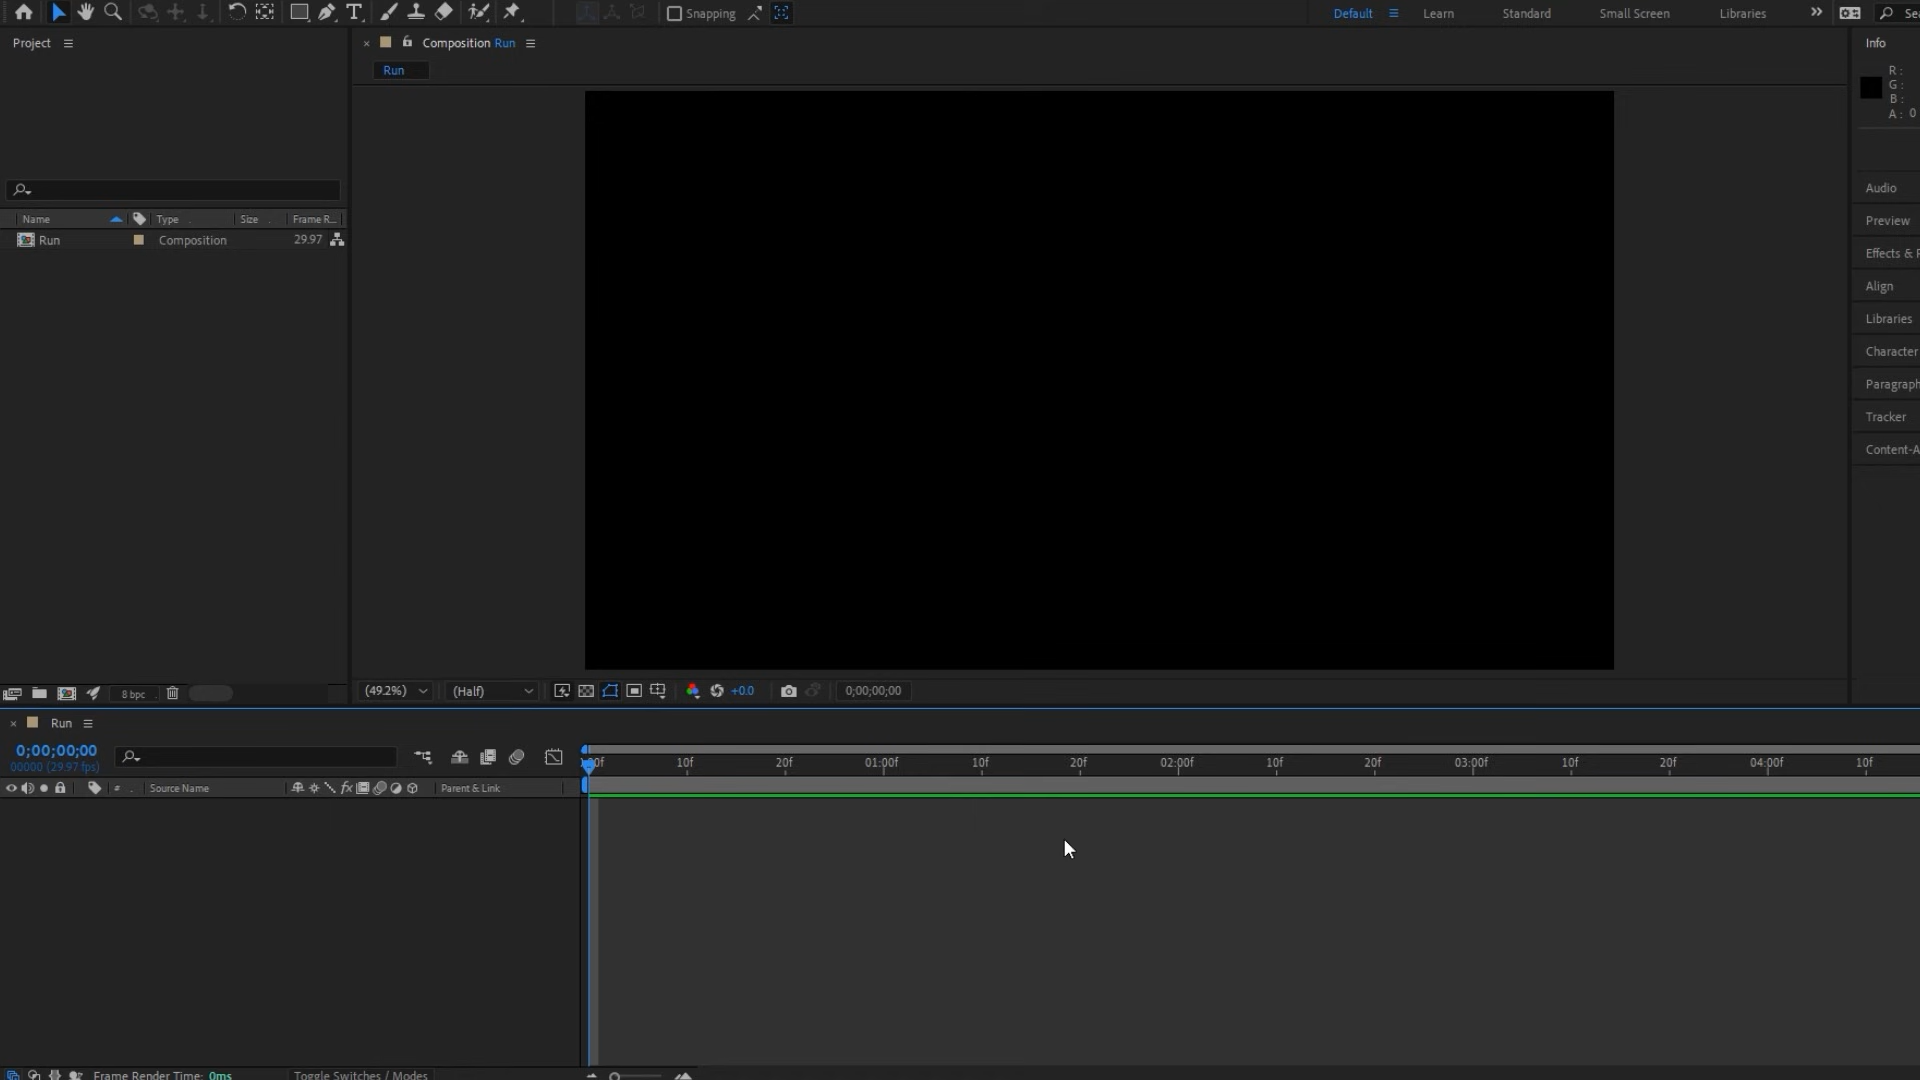 Snapping
Default
Learn
Standard
Small Screen
Libraries
Project
Composition Run
Info
Run
R:
G:
B:
A: 0
Audio
Preview
Effects &
Align
Libraries
Character
Paragraph
Tracker
Content-A
Name
Type
Size
Frame R...
Run
Composition
29.97
8 bpc
(49.2%)
(Half)
+0.0
0;00;00;00
Run
0;00;00;00
00000 (29.97 fps)
10f
20f
01:00f
10f
20f
02:00f
10f
20f
03:00f
10f
20f
04:00f
10f
#
Source Name
fx
Parent & Link
Frame Render Time: 0ms
Toggle Switches / Modes